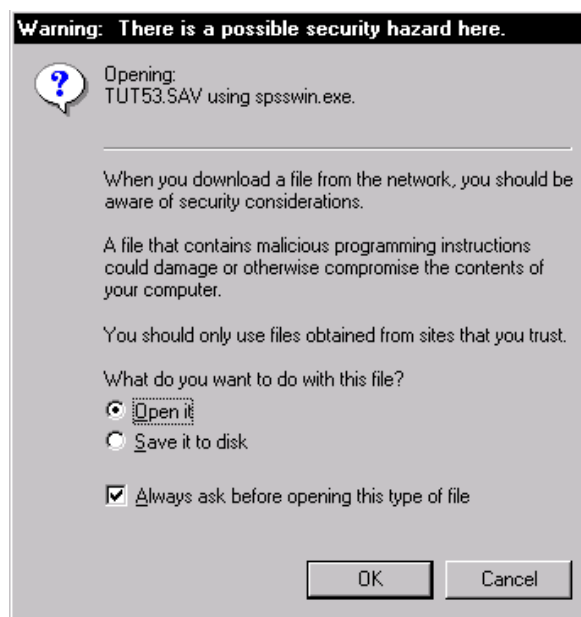 Warning: There is a possible security hazard here.
Opening:
TUT53.SAV using spsswin.exe.
When you download a file from the network, you should be
aware of security considerations.
A file that contains malicious programming instructions
could damage or otherwise compromise the contents of
your computer.
You should only use files obtained from sites that you trust.
What do you want to do with this file?
Open it
Save it to disk
Always ask before opening this type of file
OK
Cancel